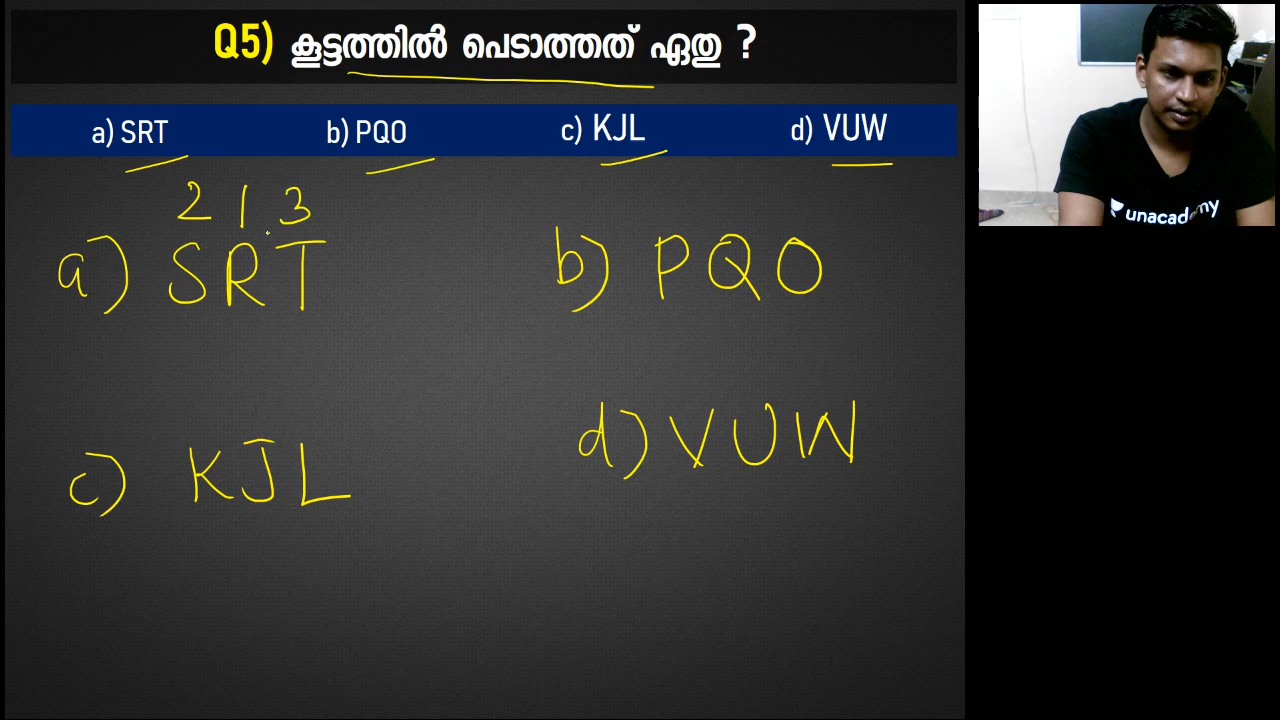 Q5) കൂട്ടത്തിൽ പെടാത്തത് ഏതു ?
a) SRT b) PQO c) KJL d) VUW
2 1 3
a) SRT b) PQO
c) KJL d) VUW
unacademy